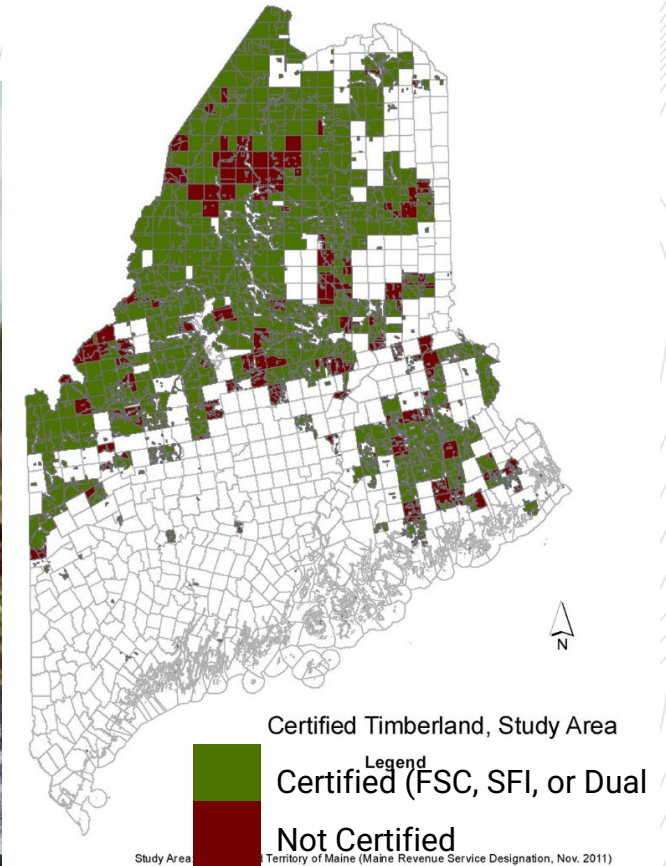 N
Certified Timberland, Study Area
Legend
Certified (FSC, SFI, or Dual
Not Certified
Study Area: Territory of Maine (Maine Revenue Service Designation, Nov. 2011)